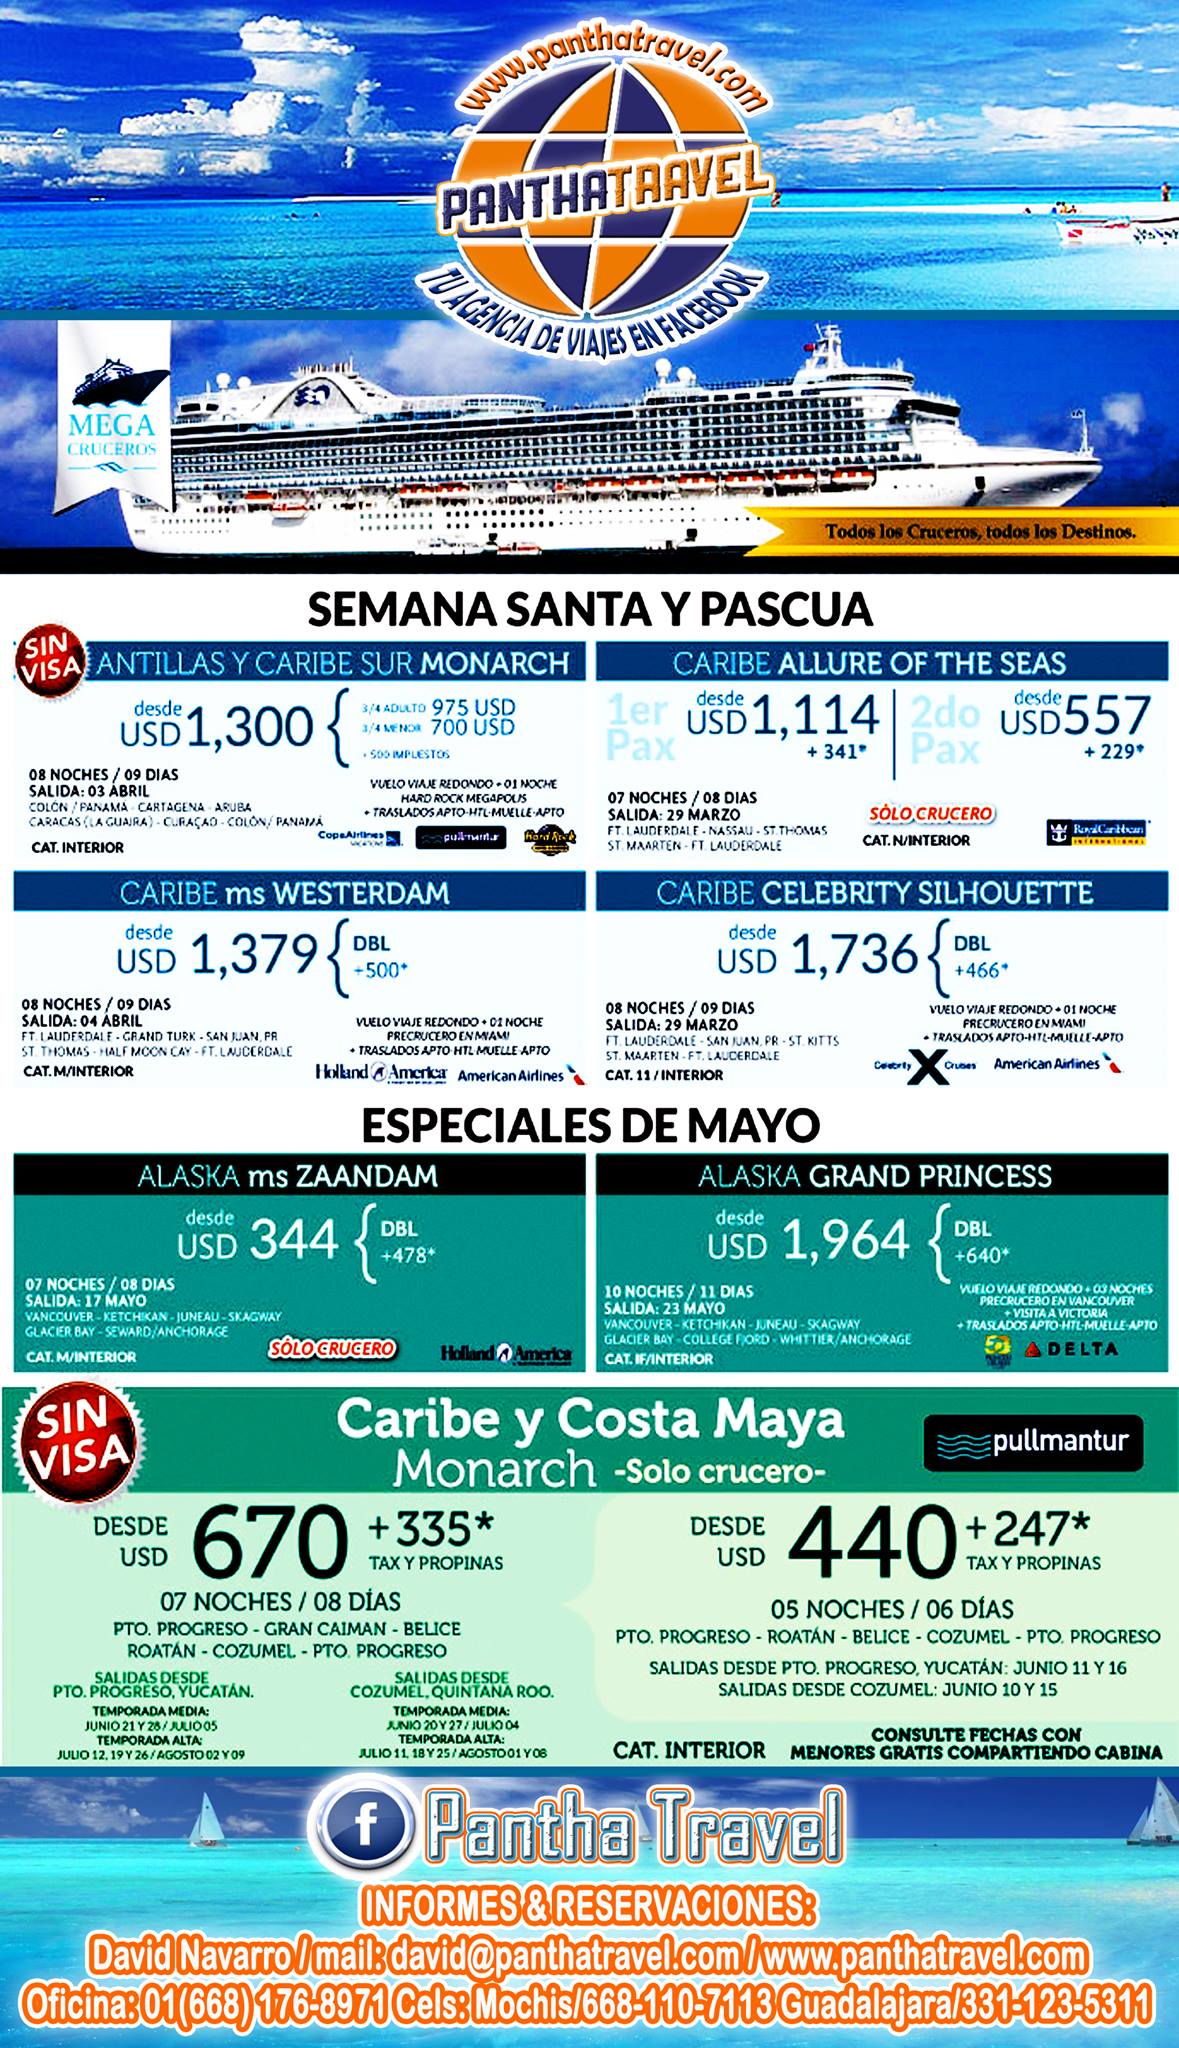 www.panthatravel.com
PANTHATRAVEL
TU AGENCIA DE VIAJES EN FACEBOOK
MEGA
CRUCEROS
Todos los Cruceros, todos los Destinos.
SEMANA SANTA Y PASCUA
SIN
VISA
ANTILLAS Y CARIBE SUR MONARCH
desde
USD 1,300
3/4 ADULTO 975 USD
3/4 MENOR 700 USD
+ 500 IMPUESTOS
08 NOCHES / 09 DIAS
SALIDA: 03 ABRIL
COLÓN / PANAMÁ - CARTAGENA - ARUBA
CARACAS (LA GUAIRA) - CURAÇAO - COLÓN/ PANAMÁ
CAT. INTERIOR
VUELO VIAJE REDONDO + 01 NOCHE
HARD ROCK MEGAPOLIS
+ TRASLADOS APTO-HTL-MUELLE-APTO
CopaAirlines
VACATIONS
pullmantur
Hard Rock
CARIBE ALLURE OF THE SEAS
1er
Pax
desde
USD 1,114
+ 341*
2do
Pax
desde
USD 557
+ 229*
07 NOCHES / 08 DIAS
SALIDA: 29 MARZO
FT. LAUDERDALE - NASSAU - ST.THOMAS
ST. MAARTEN - FT. LAUDERDALE
SÓLO CRUCERO
CAT. N/INTERIOR
RoyalCaribbean
INTERNATIONAL
CARIBE ms WESTERDAM
desde
USD 1,379
DBL
+500*
08 NOCHES / 09 DIAS
SALIDA: 04 ABRIL
FT. LAUDERDALE - GRAND TURK - SAN JUAN, PR
ST. THOMAS - HALF MOON CAY - FT. LAUDERDALE
CAT. M/INTERIOR
VUELO VIAJE REDONDO + 01 NOCHE
PRECRUCERO EN MIAMI
+ TRASLADOS APTO-HTL-MUELLE-APTO
Holland America
American Airlines
CARIBE CELEBRITY SILHOUETTE
desde
USD 1,736
DBL
+466*
08 NOCHES / 09 DIAS
SALIDA: 29 MARZO
FT. LAUDERDALE - SAN JUAN, PR - ST. KITTS
ST. MAARTEN - FT. LAUDERDALE
CAT. 11 / INTERIOR
VUELO VIAJE REDONDO + 01 NOCHE
PRECRUCERO EN MIAMI
+ TRASLADOS APTO-HTL-MUELLE-APTO
Celebrity X Cruises
American Airlines
ESPECIALES DE MAYO
ALASKA ms ZAANDAM
desde
USD 344
DBL
+478*
07 NOCHES / 08 DIAS
SALIDA: 17 MAYO
VANCOUVER - KETCHIKAN - JUNEAU - SKAGWAY
GLACIER BAY - SEWARD/ANCHORAGE
CAT. M/INTERIOR
SÓLO CRUCERO
Holland America
ALASKA GRAND PRINCESS
desde
USD 1,964
DBL
+640*
10 NOCHES / 11 DIAS
SALIDA: 23 MAYO
VANCOUVER - KETCHIKAN - JUNEAU - SKAGWAY
GLACIER BAY - COLLEGE FJORD - WHITTIER/ANCHORAGE
CAT. IF/INTERIOR
VUELO VIAJE REDONDO + 03 NOCHES
PRECRUCERO EN VANCOUVER
+ VISITA A VICTORIA
+ TRASLADOS APTO-HTL-MUELLE-APTO
50
DELTA
SIN
VISA
Caribe y Costa Maya
Monarch -Solo crucero-
pullmantur
DESDE
USD 670
+335*
TAX Y PROPINAS
07 NOCHES / 08 DÍAS
PTO. PROGRESO - GRAN CAIMAN - BELICE
ROATÁN - COZUMEL - PTO. PROGRESO
SALIDAS DESDE
PTO. PROGRESO, YUCATÁN.
TEMPORADA MEDIA:
JUNIO 21 Y 28 / JULIO 05
TEMPORADA ALTA:
JULIO 12, 19 Y 26 / AGOSTO 02 Y 09
SALIDAS DESDE
COZUMEL, QUINTANA ROO.
TEMPORADA MEDIA:
JUNIO 20 Y 27 / JULIO 04
TEMPORADA ALTA:
JULIO 11, 18 Y 25 / AGOSTO 01 Y 08
DESDE
USD 440
+247*
TAX Y PROPINAS
05 NOCHES / 06 DÍAS
PTO. PROGRESO - ROATÁN - BELICE - COZUMEL - PTO. PROGRESO
SALIDAS DESDE PTO. PROGRESO, YUCATÁN: JUNIO 11 Y 16
SALIDAS DESDE COZUMEL: JUNIO 10 Y 15
CAT. INTERIOR
CONSULTE FECHAS CON
MENORES GRATIS COMPARTIENDO CABINA
f Pantha Travel
INFORMES & RESERVACIONES:
David Navarro / mail: david@panthatravel.com / www.panthatravel.com
Oficina: 01(668) 176-8971 Cels: Mochis/668-110-7113 Guadalajara/331-123-5311